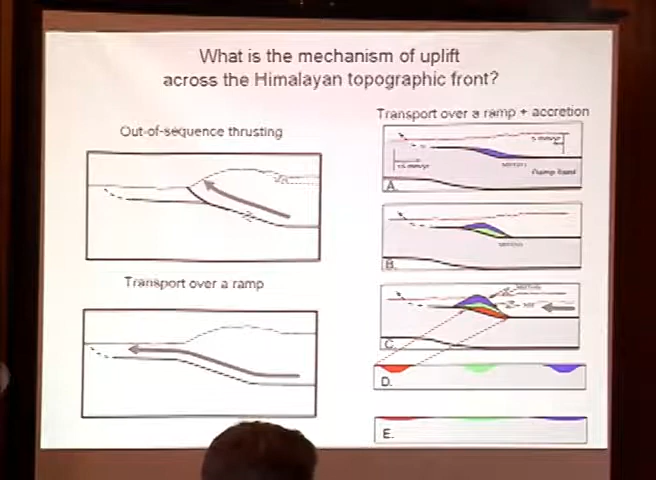 What is the mechanism of uplift
across the Himalayan topographic front?
Out-of-sequence thrusting
Transport over a ramp
Transport over a ramp + accretion
A.
B.
C.
D.
E.